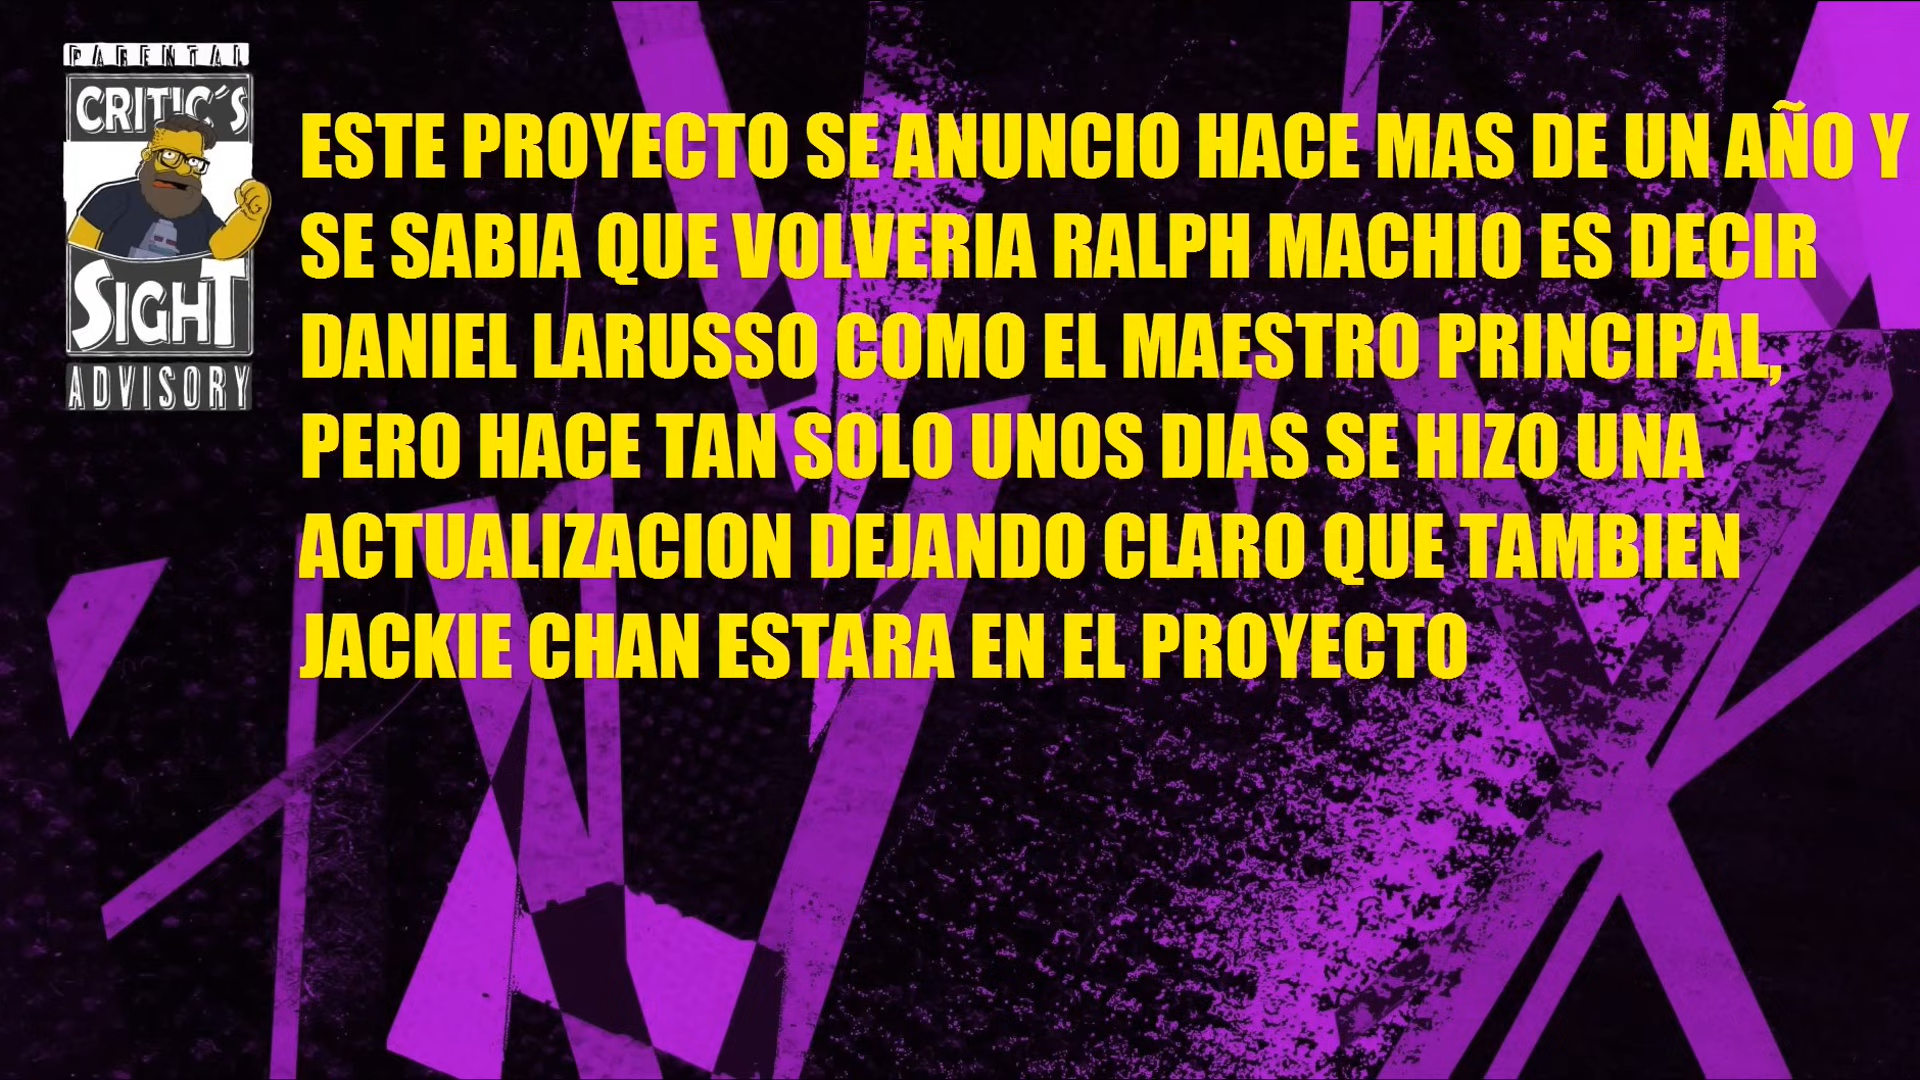 PARENTAL
CRITIC´S
SIGHT
ADVISORY
ESTE PROYECTO SE ANUNCIO HACE MAS DE UN AÑO Y
SE SABIA QUE VOLVERIA RALPH MACHIO ES DECIR
DANIEL LARUSSO COMO EL MAESTRO PRINCIPAL,
PERO HACE TAN SOLO UNOS DIAS SE HIZO UNA
ACTUALIZACION DEJANDO CLARO QUE TAMBIEN
JACKIE CHAN ESTARA EN EL PROYECTO